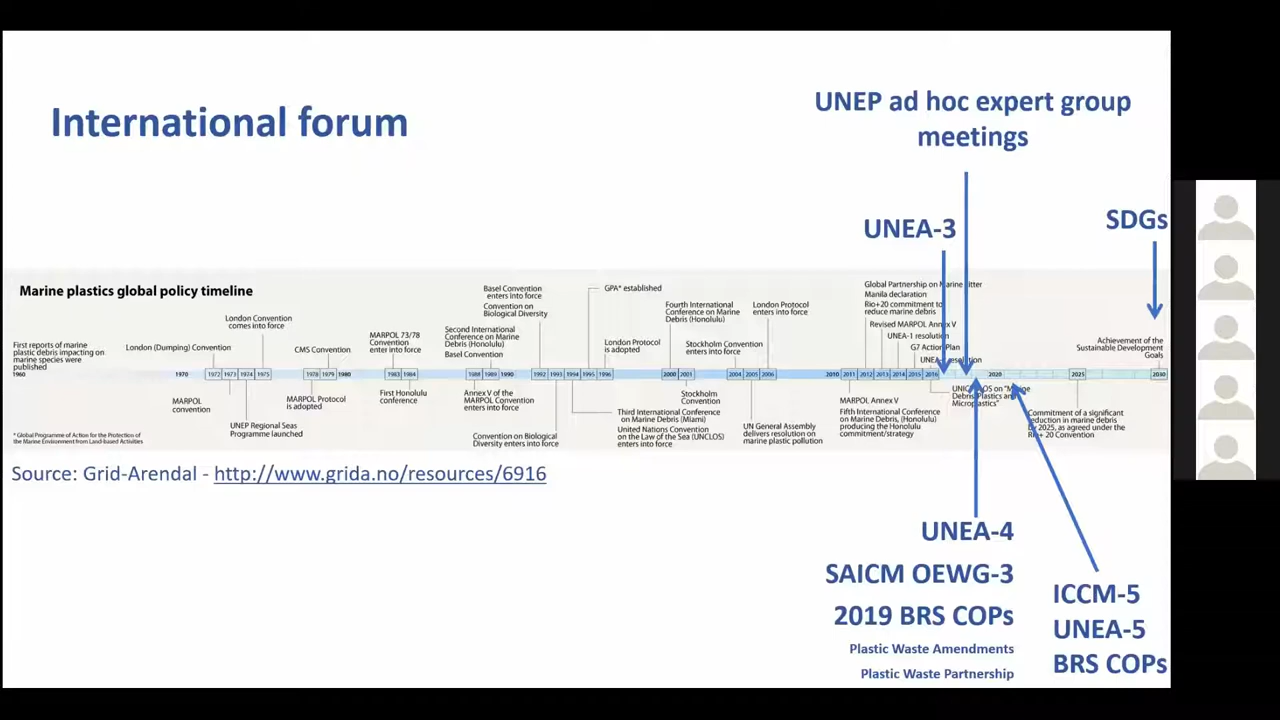 UNEP ad hoc expert group
meetings
International forum
UNEA-3
SDGs
Marine plastics global policy timeline
First reports of marine
plastic debris impacting on
marine species were
published
1960
London (Dumping) Convention
1970
MARPOL
convention
London Convention
comes into force
UNEP Regional Seas
Programme launched
1972
1973
1974
1975
CMS Convention
MARPOL Protocol
is adopted
1978
1979
1980
MARPOL 73/78
Convention
enter into force
1983
1984
First Honolulu
conference
Second International
Conference on Marine
Debris (Honolulu)
Basel Convention
1988
1989
1990
Annex V of the
MARPOL Convention
enters into force
Basel Convention
enters into force
Convention on
Biological Diversity
1992
1993
1994
1995
1996
Convention on Biological
Diversity enters into force
GPA* established
London Protocol
is adopted
Third International Conference
on Marine Debris (Miami)
United Nations Convention
on the Law of the Sea (UNCLOS)
enters into force
Fourth International
Conference on Marine
Debris (Honolulu)
2000
2001
Stockholm
Convention
Stockholm Convention
enters into force
London Protocol
enters into force
2004
2005
2006
UN General Assembly
delivers resolution on
marine plastic pollution
Global Partnership on Marine Litter
Manila declaration
Rio+20 commitment to
reduce marine debris
Revised MARPOL Annex V
UNEA-1 resolution
G7 Action Plan
resolution
2010
2011
2012
2013
2014
2015
2016
MARPOL Annex V
Fifth International Conference
on Marine Debris, (Honolulu)
producing the Honolulu
commitment/strategy
"Marine
Debris, Plastics and
Microplastics"
2020
2025
Commitment of a significant
reduction in marine debris
by 2025, as agreed under the
Rio+ 20 Convention
Achievement of the
Sustainable Development
Goals
2030
* Global Programme of Action for the Protection of
the Marine Environment from Land-based Activities
Source: Grid-Arendal - http://www.grida.no/resources/6916
UNEA-4
SAICM OEWG-3
2019 BRS COPs
Plastic Waste Amendments
Plastic Waste Partnership
ICCM-5
UNEA-5
BRS COPs